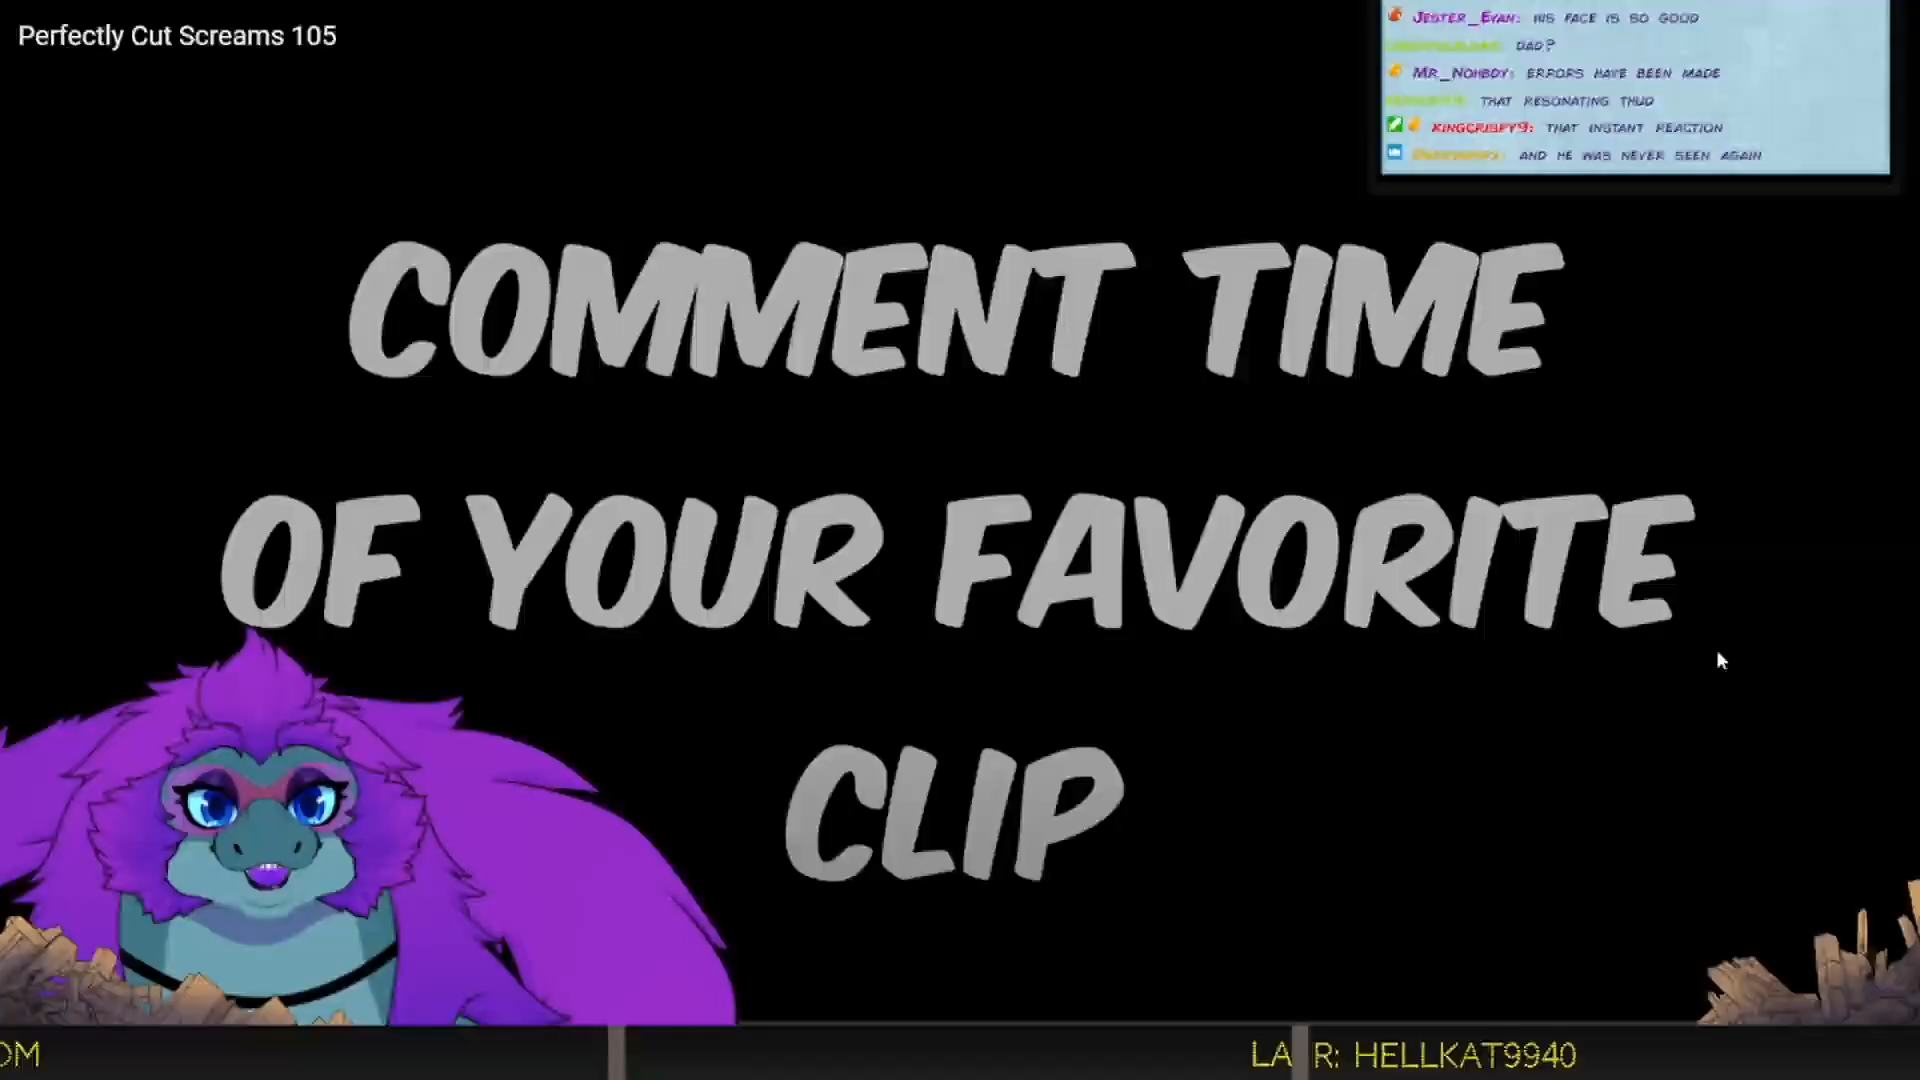 Perfectly Cut Screams 105
JESTER_EVAN: HIS FACE IS SO GOOD
DAD?
MR_NOHBDY: ERRORS HAVE BEEN MADE
THAT RESONATING THUD
KINGCRISPY9: THAT INSTANT REACTION
AND HE WAS NEVER SEEN AGAIN
COMMENT TIME
OF YOUR FAVORITE
CLIP
OM
LA R: HELLKAT9940